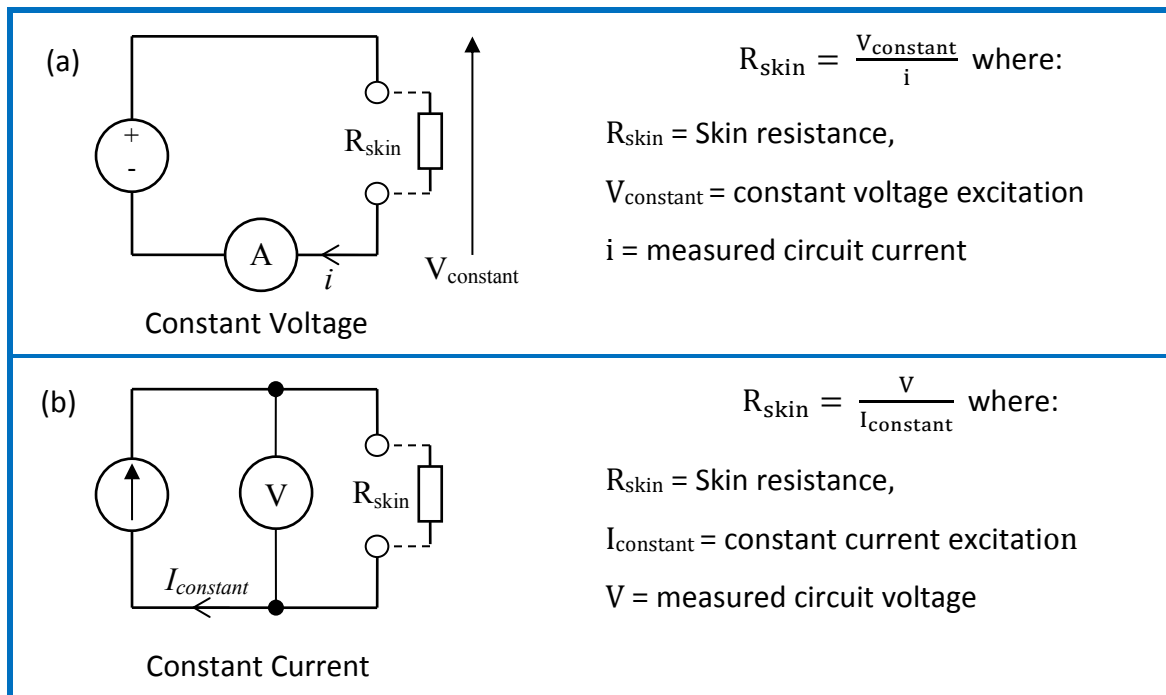 (a)
+
-
R_skin
A
i
V_constant
Constant Voltage
R_skin = V_constant / i where:
R_skin = Skin resistance,
V_constant = constant voltage excitation
i = measured circuit current
(b)
V
R_skin
I_constant
Constant Current
R_skin = V / I_constant where:
R_skin = Skin resistance,
I_constant = constant current excitation
V = measured circuit voltage